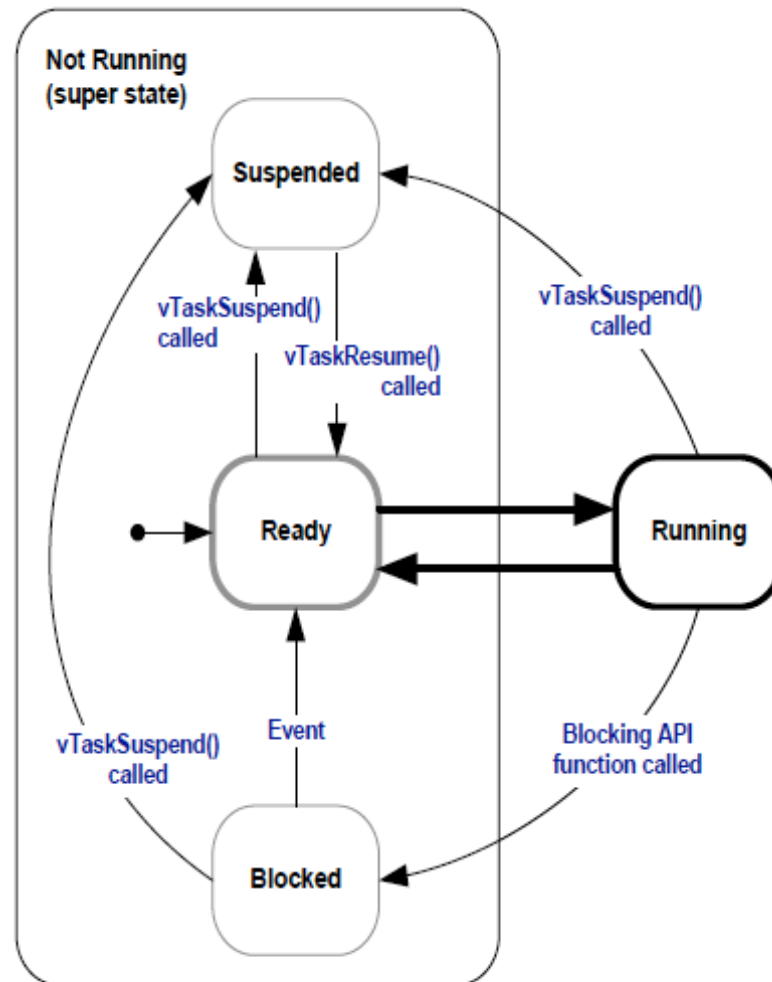 Not Running
(super state)
Suspended
vTaskSuspend()
called
vTaskResume()
called
vTaskSuspend()
called
Ready
Running
vTaskSuspend()
called
Event
Blocking API
function called
Blocked